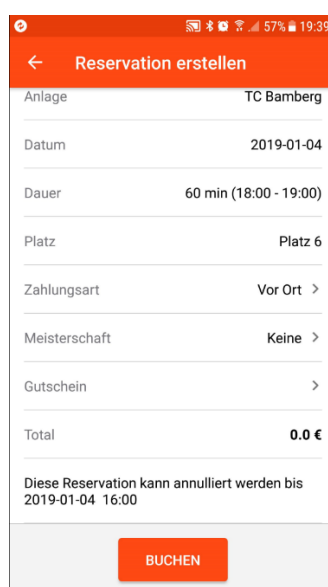 57% 19:39
Reservation erstellen
Anlage TC Bamberg
Datum 2019-01-04
Dauer 60 min (18:00 - 19:00)
Platz Platz 6
Zahlungsart Vor Ort
Meisterschaft Keine
Gutschein
Total 0.0 €
Diese Reservation kann annulliert werden bis
2019-01-04 16:00
BUCHEN